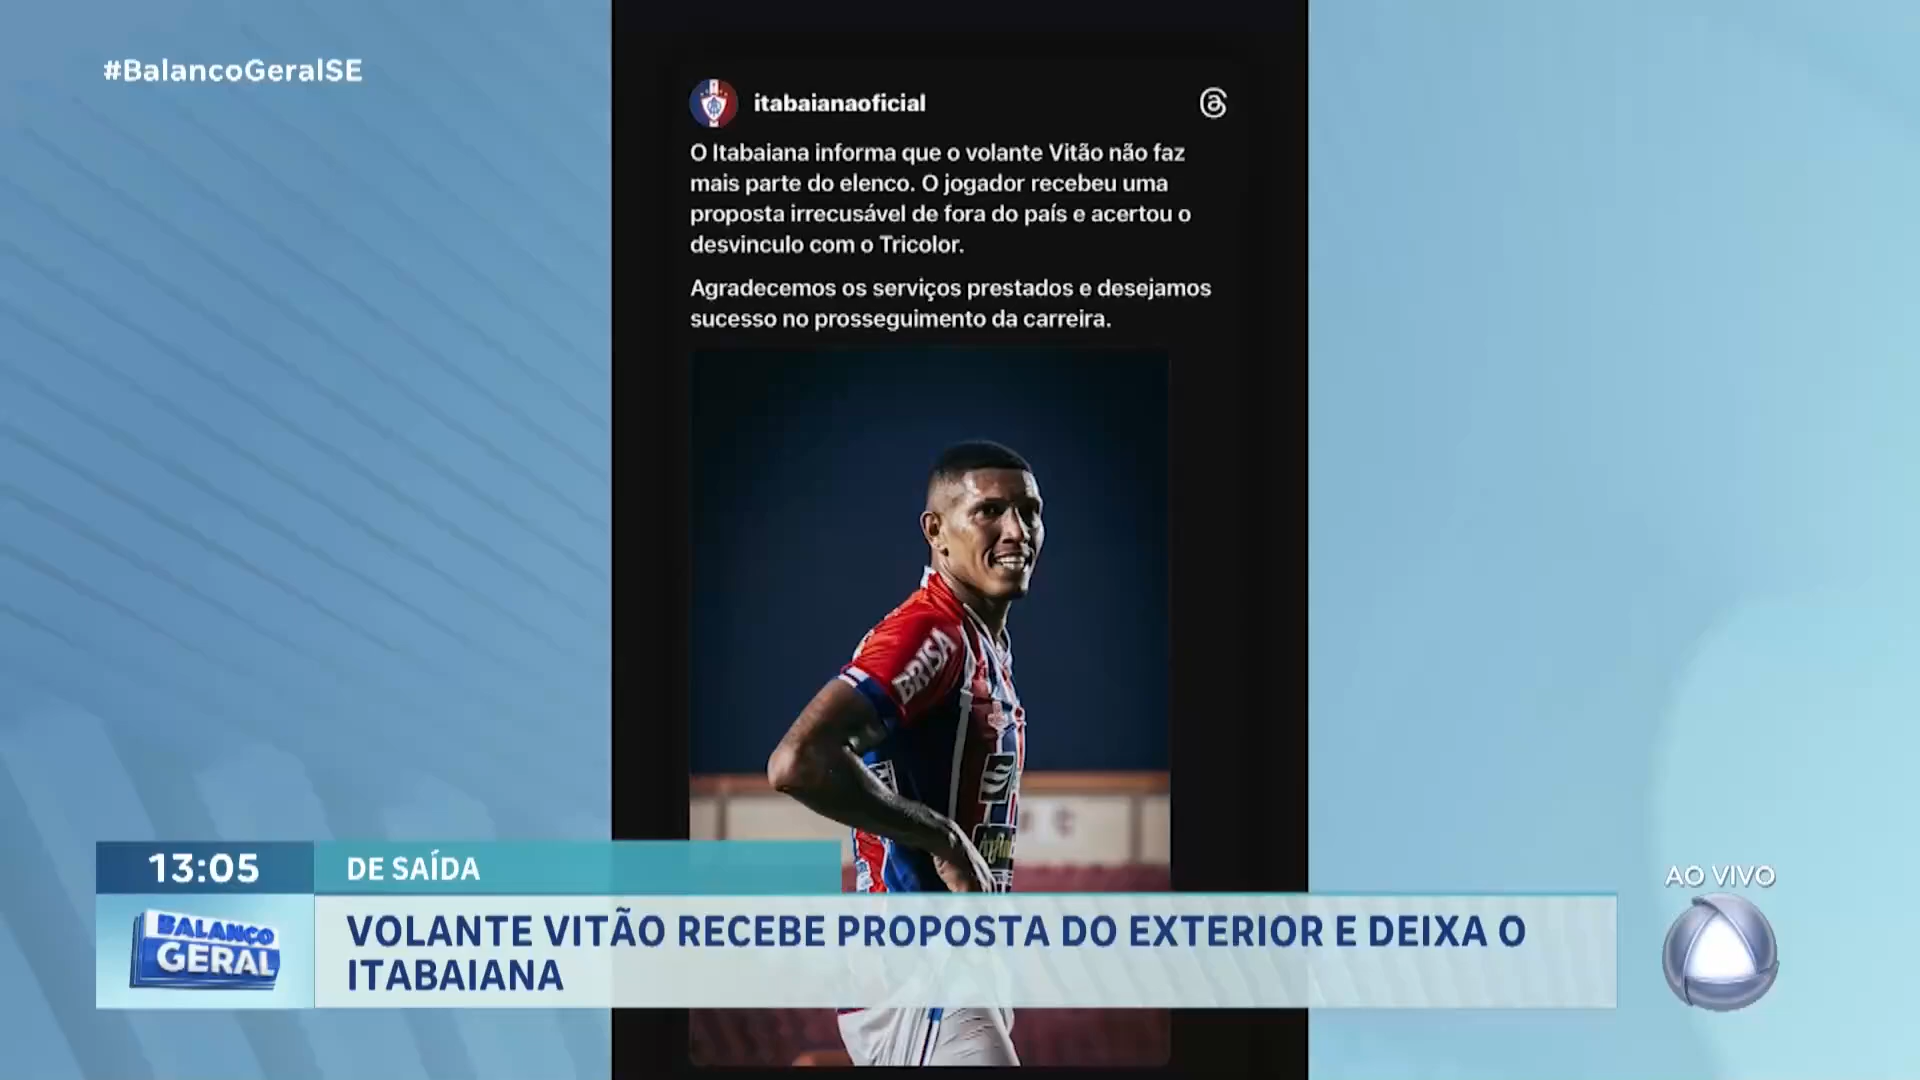 #BalancoGeralSE
itabaianaoficial
O Itabaiana informa que o volante Vitão não faz
mais parte do elenco. O jogador recebeu uma
proposta irrecusável de fora do país e acertou o
desvinculo com o Tricolor.
Agradecemos os serviços prestados e desejamos
sucesso no prosseguimento da carreira.
BRISA
13:05
DE SAÍDA
AO VIVO
BALANCO
GERAL
VOLANTE VITÃO RECEBE PROPOSTA DO EXTERIOR E DEIXA O
ITABAIANA